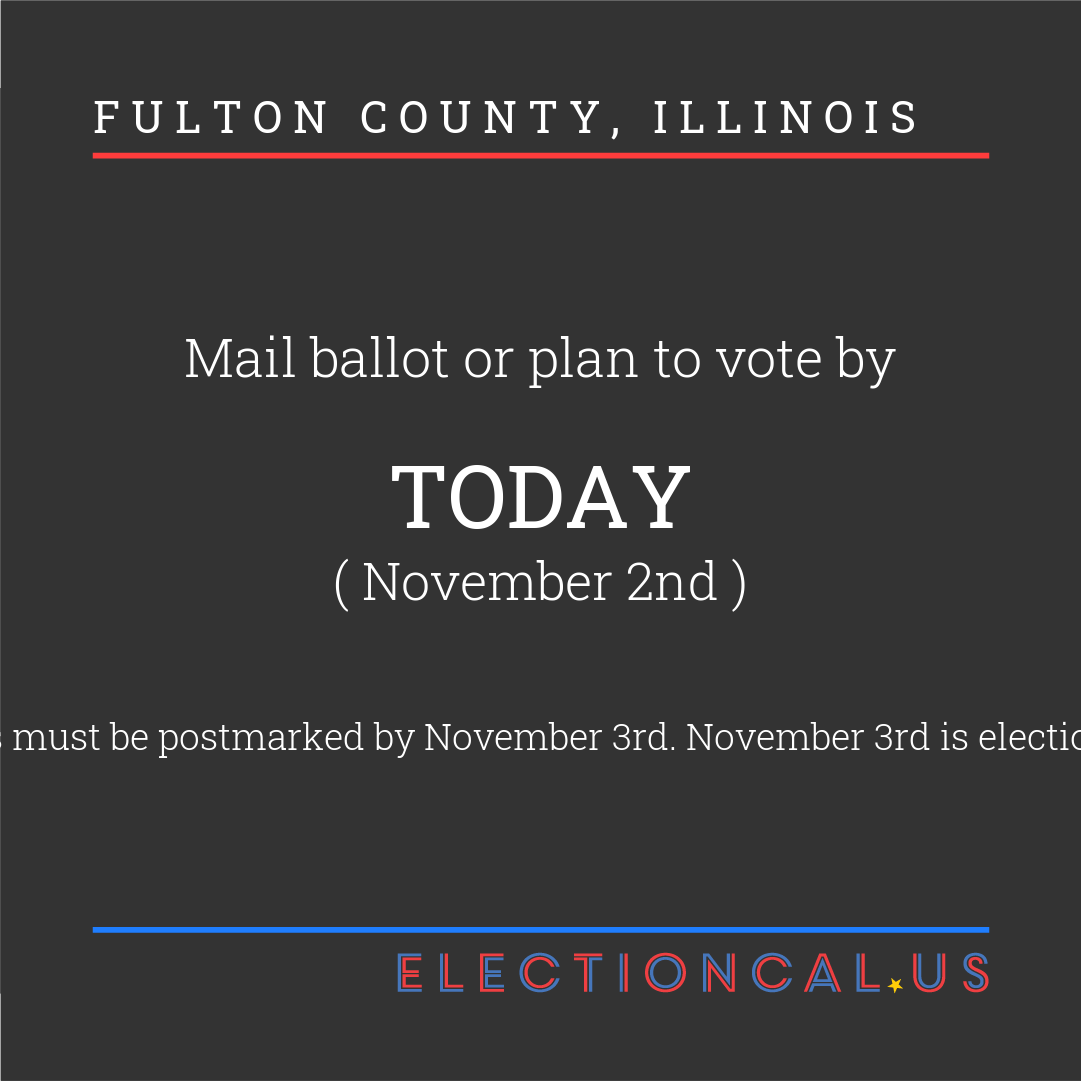 FULTON COUNTY, ILLINOIS
Mail ballot or plan to vote by
TODAY
( November 2nd )
must be postmarked by November 3rd. November 3rd is
ELECTIONCAL.US